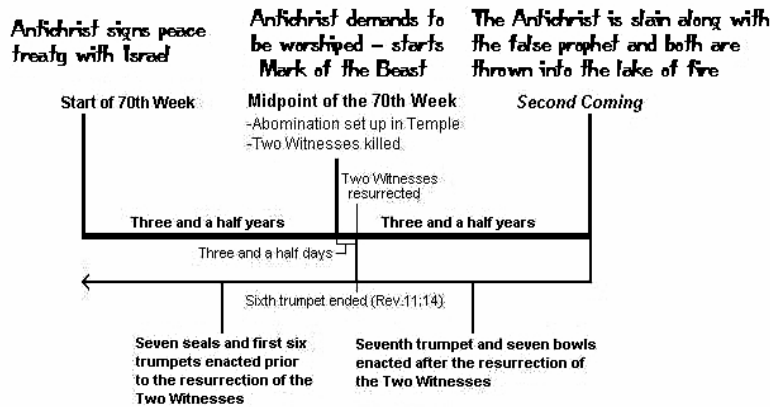 Antichrist signs peace
treaty with Israel
Antichrist demands to
be worshiped – starts
Mark of the Beast
The Antichrist is slain along with
the false prophet and both are
thrown into the lake of fire
Start of 70th Week
Midpoint of the 70th Week
-Abomination set up in Temple
-Two Witnesses killed
Second Coming
Two Witnesses
resurrected
Three and a half years
Three and a half years
Three and a half days
Sixth trumpet ended (Rev.11:14)
Seven seals and first six
trumpets enacted prior
to the resurrection of the
Two Witnesses
Seventh trumpet and seven bowls
enacted after the resurrection of
the Two Witnesses